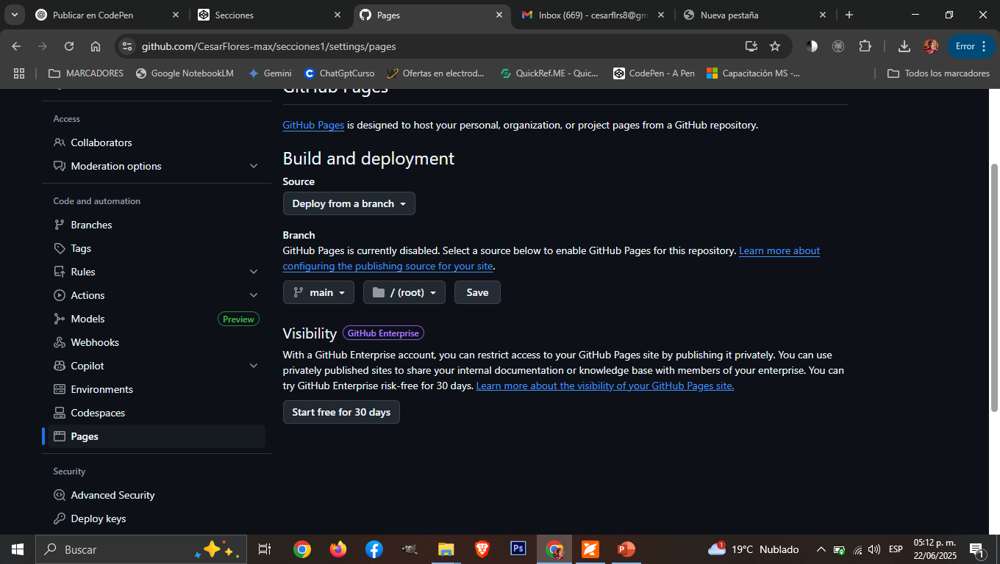 Publicar en CodePen
Secciones
Pages
Inbox (669) - cesarflrs8@gm
Nueva pestaña
github.com/CesarFlores-max/secciones1/settings/pages
Error
MARCADORES
Google NotebookLM
Gemini
ChatGptCurso
Ofertas en electrod...
QuickRef.ME - Quic...
CodePen - A Pen
Capacitación MS -...
Todos los marcadores
GitHub Pages
Access
Collaborators
Moderation options
Code and automation
Branches
Tags
Rules
Actions
Models
Preview
Webhooks
Copilot
Environments
Codespaces
Pages
Security
Advanced Security
Deploy keys
GitHub Pages is designed to host your personal, organization, or project pages from a GitHub repository.
Build and deployment
Source
Deploy from a branch
Branch
GitHub Pages is currently disabled. Select a source below to enable GitHub Pages for this repository. Learn more about
configuring the publishing source for your site.
main
/ (root)
Save
Visibility
GitHub Enterprise
With a GitHub Enterprise account, you can restrict access to your GitHub Pages site by publishing it privately. You can use
privately published sites to share your internal documentation or knowledge base with members of your enterprise. You can
try GitHub Enterprise risk-free for 30 days. Learn more about the visibility of your GitHub Pages site.
Start free for 30 days
Buscar
Ps
1
19°C Nublado
ESP
05:12 p. m.
22/06/2025
1